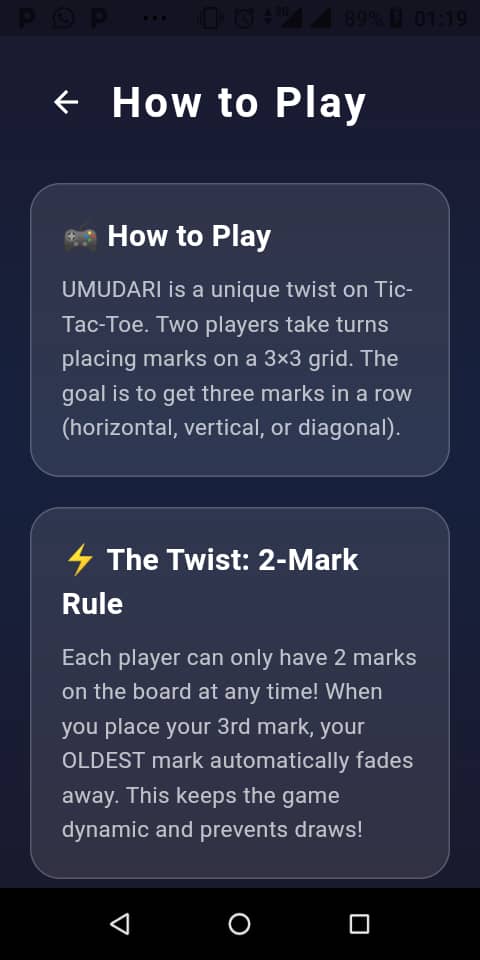 89% 01:19
How to Play
How to Play
UMUDARI is a unique twist on Tic-
Tac-Toe. Two players take turns
placing marks on a 3×3 grid. The
goal is to get three marks in a row
(horizontal, vertical, or diagonal).
The Twist: 2-Mark
Rule
Each player can only have 2 marks
on the board at any time! When
you place your 3rd mark, your
OLDEST mark automatically fades
away. This keeps the game
dynamic and prevents draws!